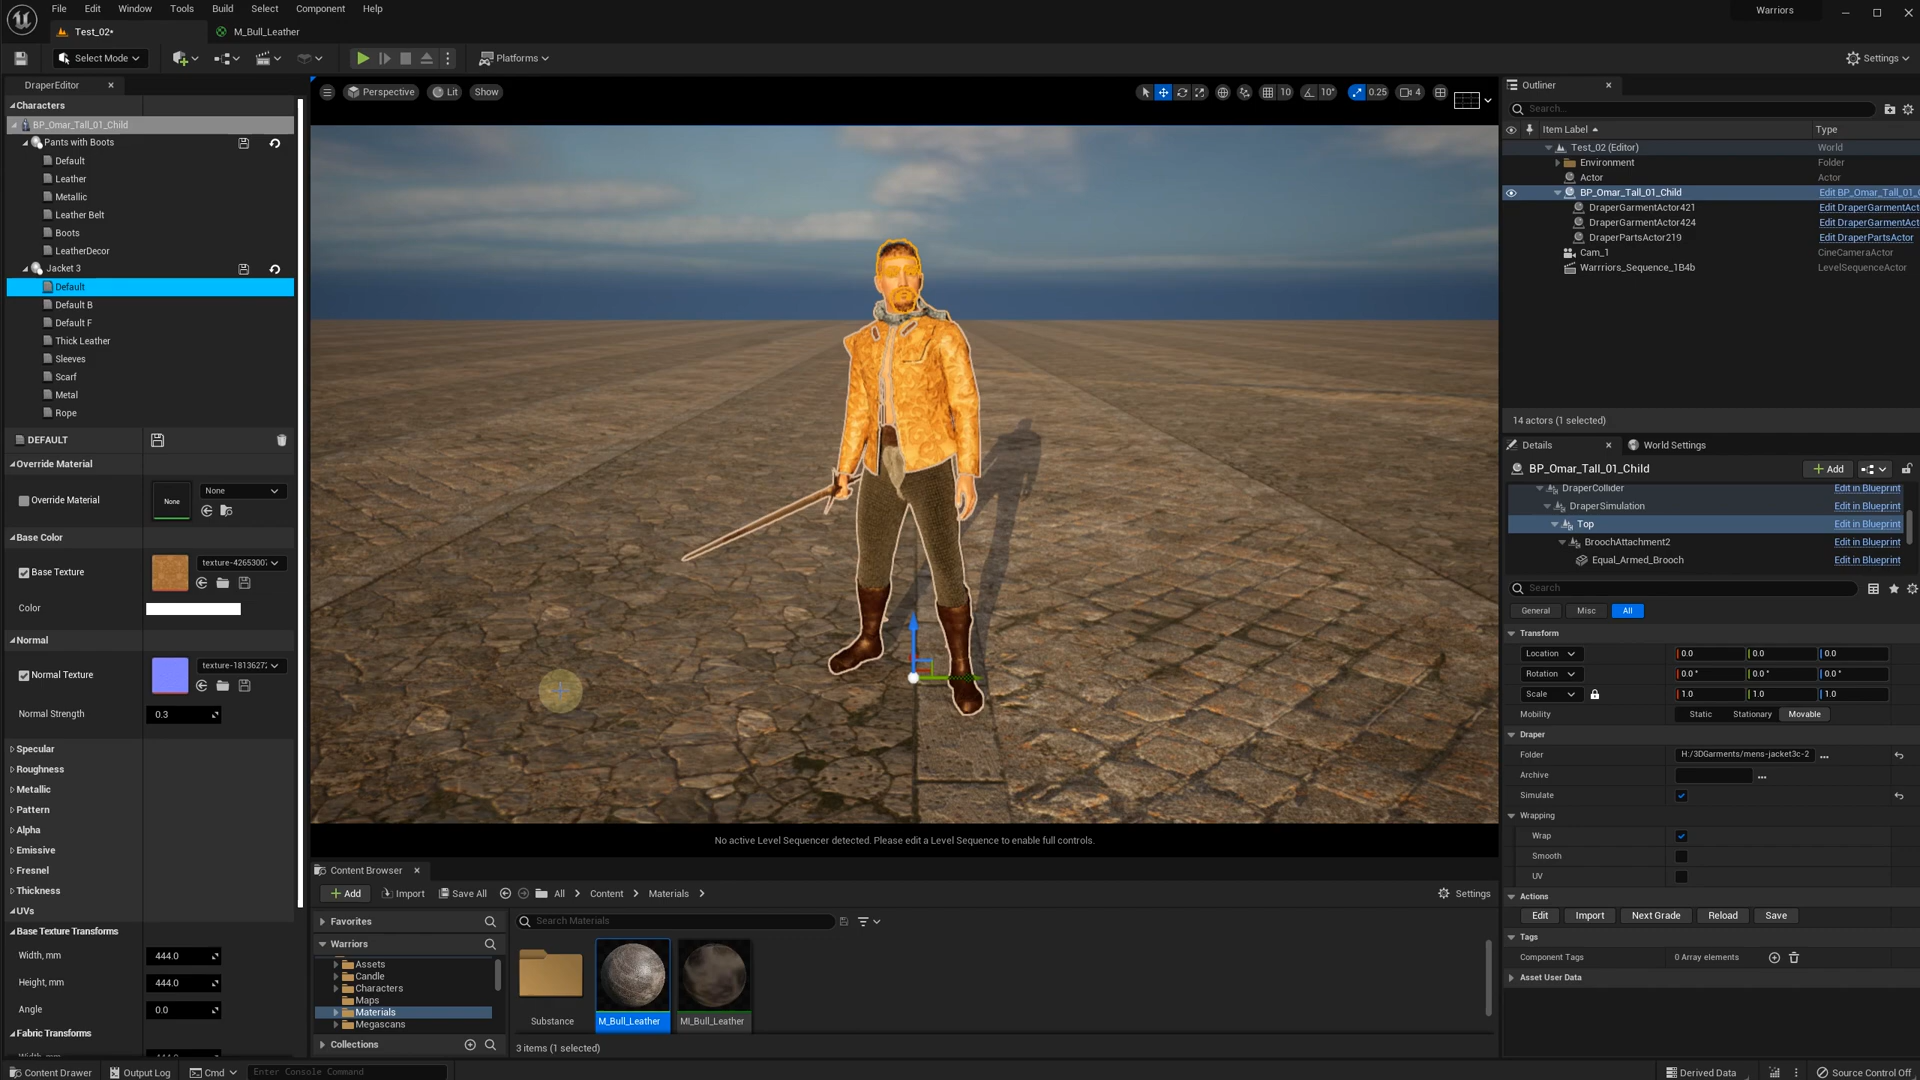 File Edit Window Tools Build Select Component Help
Warriors
Test_02*
M_Bull_Leather
Select Mode
Platforms
Settings
DraperEditor
Characters
BP_Omar_Tall_01_Child
Pants with Boots
Default
Leather
Metallic
Leather Belt
Boots
LeatherDecor
Jacket 3
Default
Default B
Default F
Thick Leather
Sleeves
Scarf
Metal
Rope
DEFAULT
Override Material
Override Material
None
None
Base Color
Base Texture
texture-4265300
Color
Normal
Normal Texture
texture-1813627
Normal Strength
0.3
Specular
Roughness
Metallic
Pattern
Alpha
Emissive
Fresnel
Thickness
UVs
Base Texture Transforms
Width, mm
444.0
Height, mm
444.0
Angle
0.0
Fabric Transforms
Perspective
Lit
Show
10
10°
0.25
4
No active Level Sequencer detected. Please edit a Level Sequence to enable full controls.
Content Browser
Add
Import
Save All
All
Content
Materials
Settings
Favorites
Search Materials
Warriors
Assets
Candle
Characters
Maps
Materials
Megascans
Collections
Substance
M_Bull_Leather
MI_Bull_Leather
3 items (1 selected)
Outliner
Search...
Item Label
Type
Test_02 (Editor)
World
Environment
Folder
Actor
Actor
BP_Omar_Tall_01_Child
Edit BP_Omar_Tall_01_
DraperGarmentActor421
Edit DraperGarmentAct
DraperGarmentActor424
Edit DraperGarmentAct
DraperPartsActor219
Edit DraperPartsActor
Cam_1
CineCameraActor
Warrriors_Sequence_1B4b
LevelSequenceActor
14 actors (1 selected)
Details
World Settings
BP_Omar_Tall_01_Child
Add
DraperCollider
Edit in Blueprint
DraperSimulation
Edit in Blueprint
Top
Edit in Blueprint
BroochAttachment2
Edit in Blueprint
Equal_Armed_Brooch
Edit in Blueprint
Search
General
Misc
All
Transform
Location
0.0 0.0 0.0
Rotation
0.0° 0.0° 0.0°
Scale
1.0 1.0 1.0
Mobility
Static Stationary Movable
Draper
Folder
H:/3DGarments/mens-jacket3c-2
Archive
Simulate
Wrapping
Wrap
Smooth
UV
Actions
Edit Import Next Grade Reload Save
Tags
Component Tags
0 Array elements
Asset User Data
Content Drawer
Output Log
Cmd
Enter Console Command
Derived Data
Source Control Off